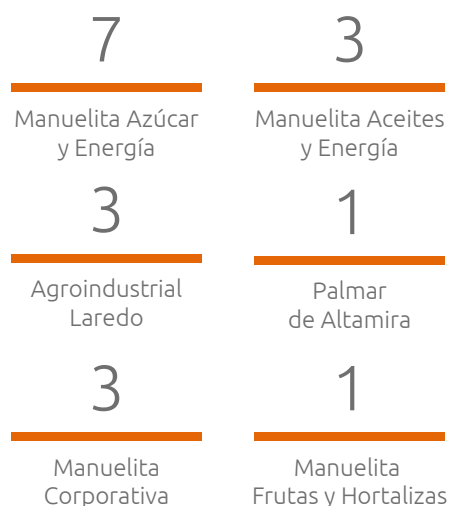 7
Manuelita Azúcar
y Energía
3
Manuelita Aceites
y Energía
3
Agroindustrial
Laredo
1
Palmar
de Altamira
3
Manuelita
Corporativa
1
Manuelita
Frutas y Hortalizas